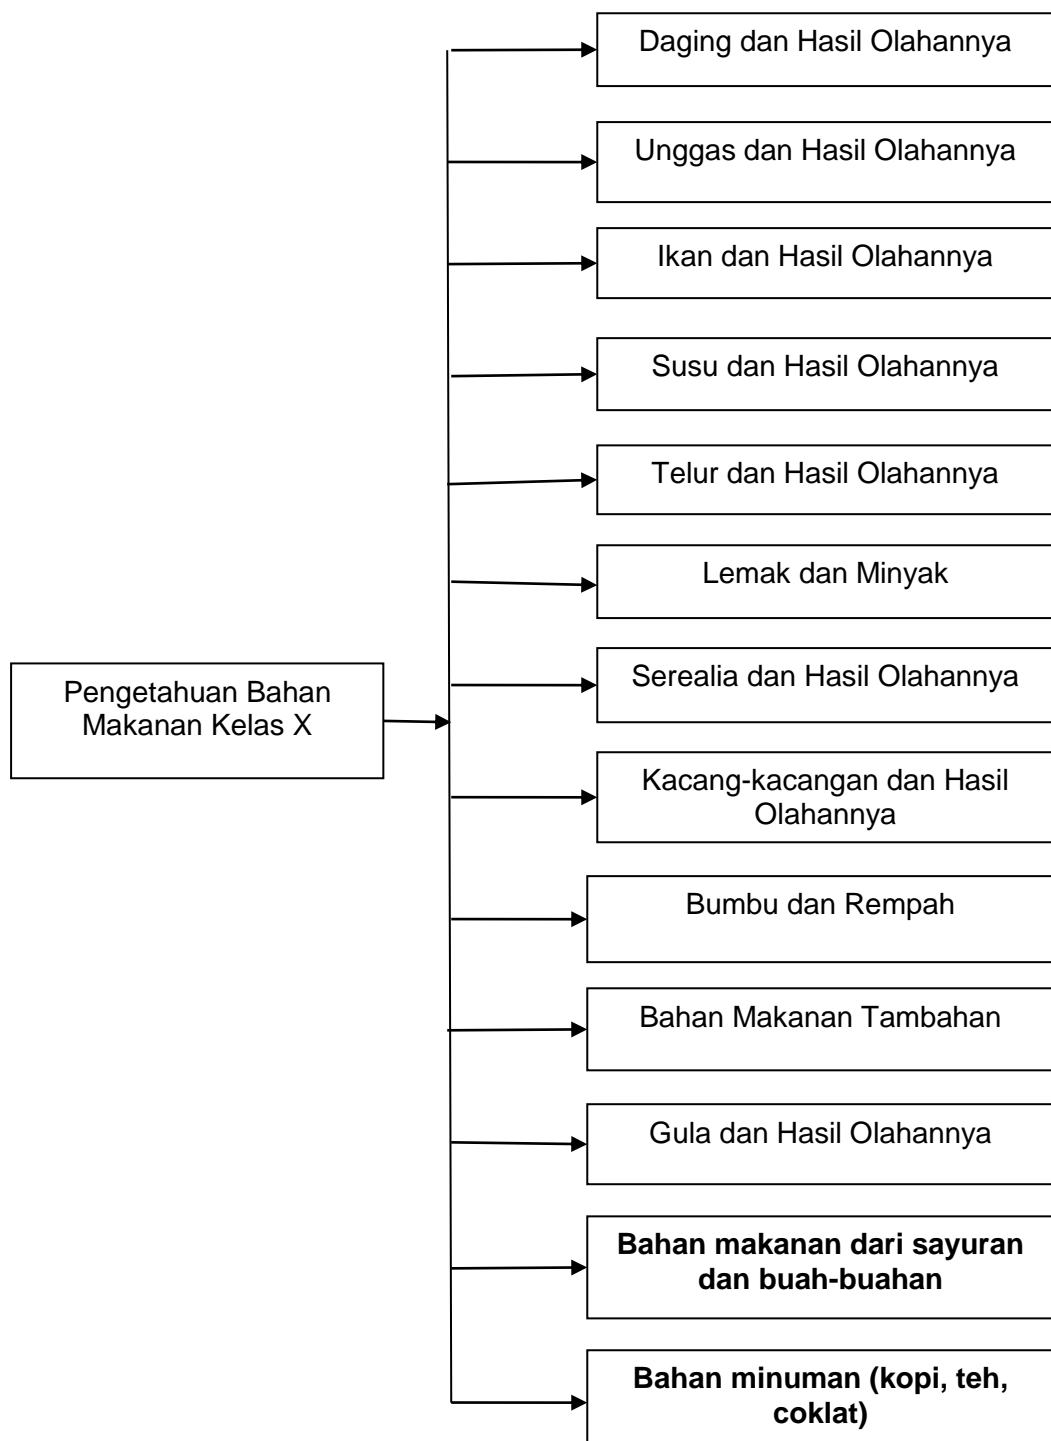 Daging dan Hasil Olahannya
Unggas dan Hasil Olahannya
Ikan dan Hasil Olahannya
Susu dan Hasil Olahannya
Telur dan Hasil Olahannya
Lemak dan Minyak
Serealia dan Hasil Olahannya
Pengetahuan Bahan
Makanan Kelas X
Kacang-kacangan dan Hasil
Olahannya
Bumbu dan Rempah
Bahan Makanan Tambahan
Gula dan Hasil Olahannya
Bahan makanan dari sayuran
dan buah-buahan
Bahan minuman (kopi, teh,
coklat)